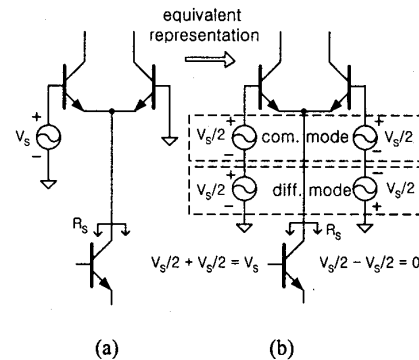 equivalent
representation
+
V_s
−
R_s
(a)
+
V_s/2
com. mode
+
V_s/2
−
−
+
V_s/2
diff. mode
−
V_s/2
−
+
R_s
V_s/2 + V_s/2 = V_s
V_s/2 − V_s/2 = 0
(b)